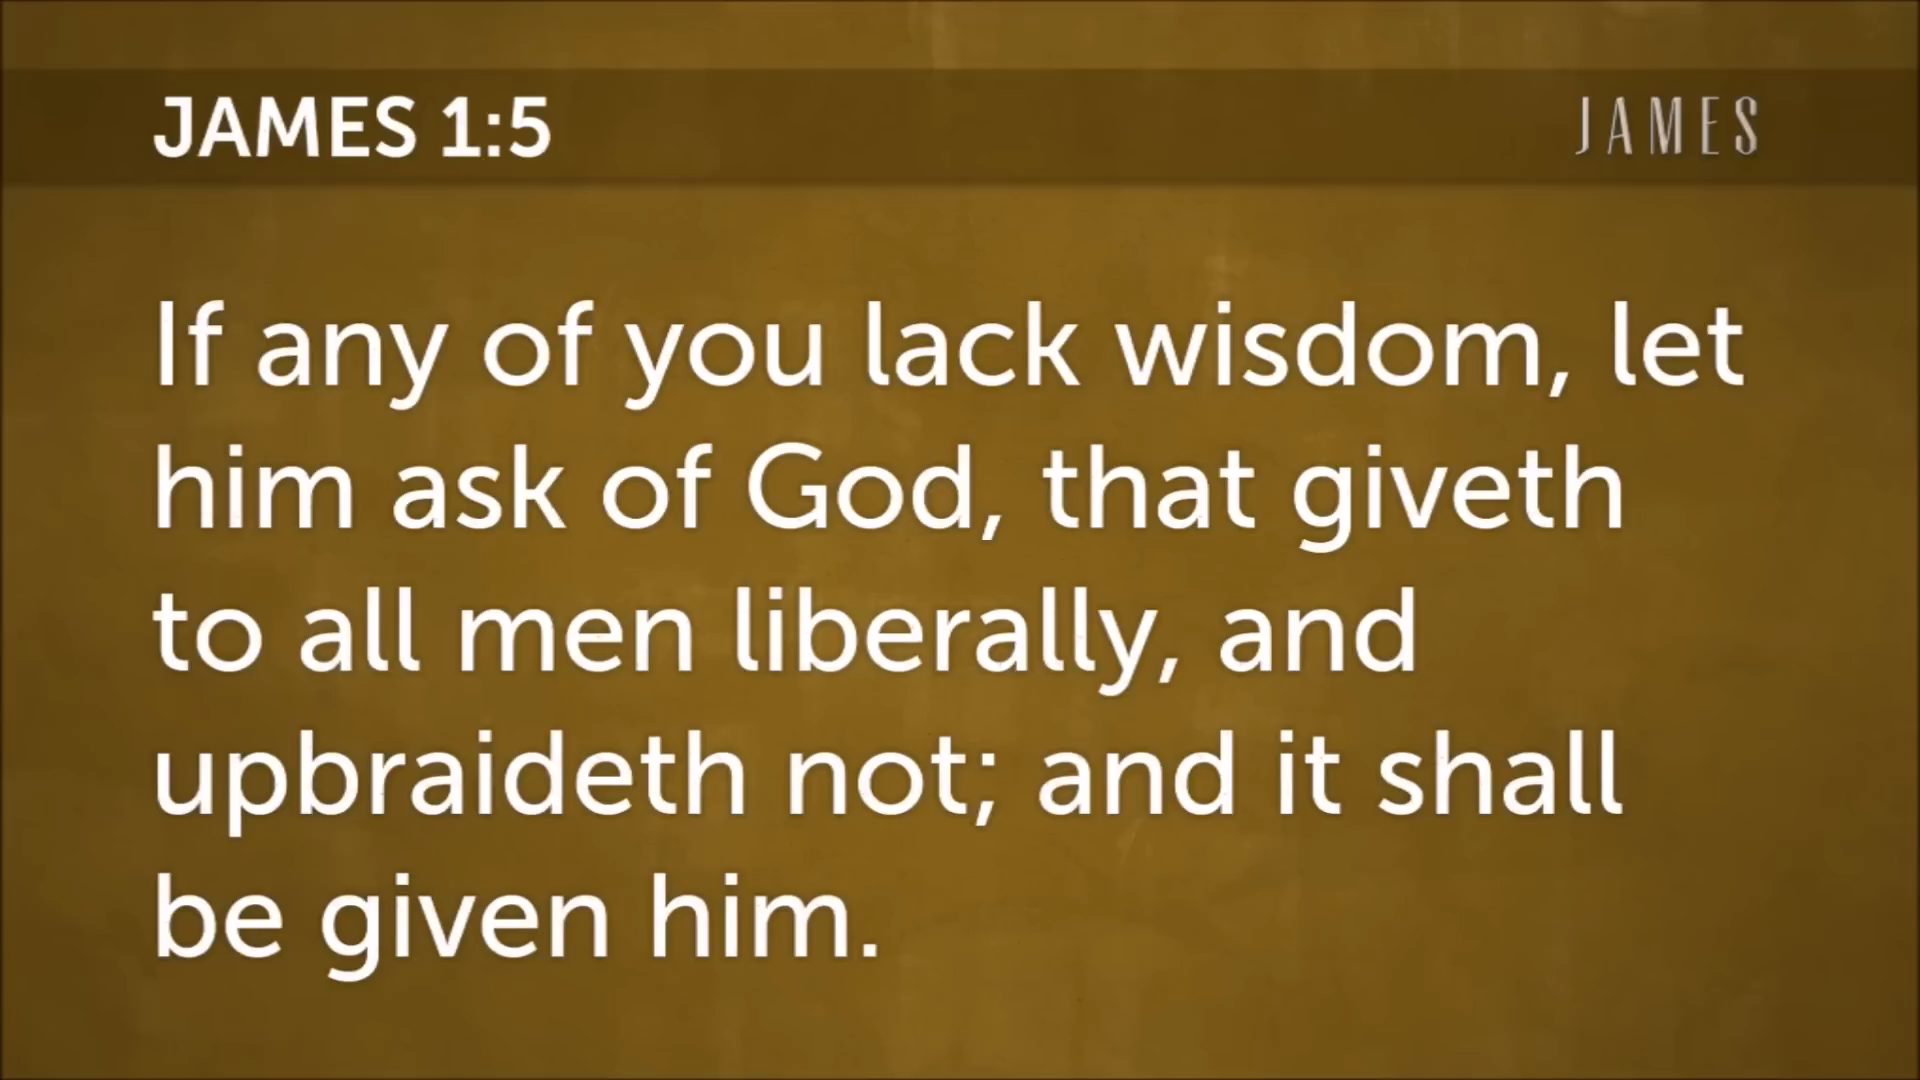 JAMES 1:5
JAMES
If any of you lack wisdom, let
him ask of God, that giveth
to all men liberally, and
upbraideth not; and it shall
be given him.